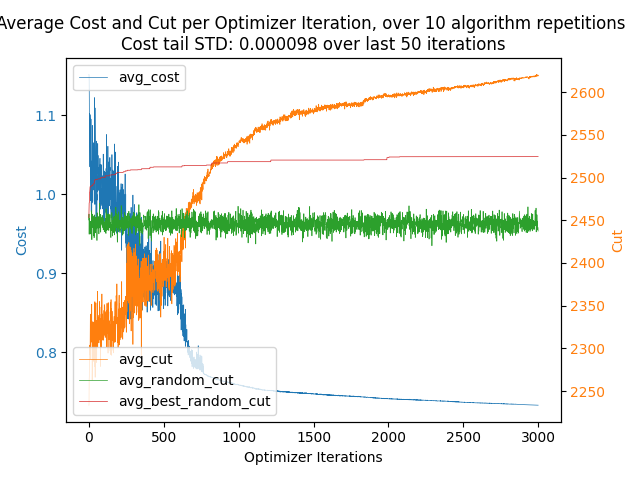 Average Cost and Cut per Optimizer Iteration, over 10 algorithm repetitions
Cost tail STD: 0.000098 over last 50 iterations
avg_cost
1.1
1.0
0.9
0.8
Cost
2600
2550
2500
2450
2400
2350
2300
2250
Cut
avg_cut
avg_random_cut
avg_best_random_cut
0 500 1000 1500 2000 2500 3000
Optimizer Iterations